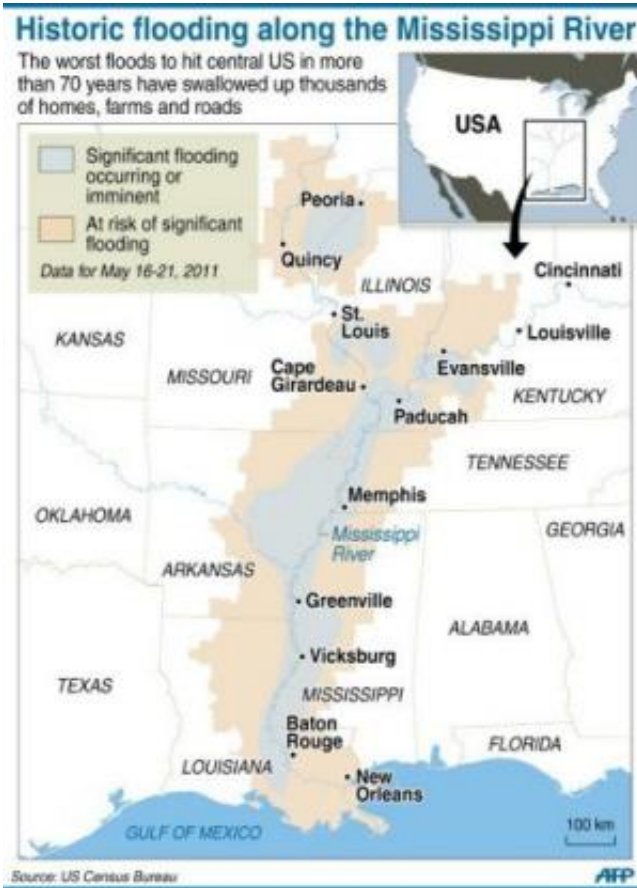 Historic flooding along the Mississippi River
The worst floods to hit central US in more
than 70 years have swallowed up thousands
of homes, farms and roads
USA
Significant flooding
occurring or
imminent
At risk of significant
flooding
Data for May 16-21, 2011
Peoria
Quincy
ILLINOIS
Cincinnati
St.
Louis
Louisville
KANSAS
Evansville
MISSOURI
Cape
Girardeau
KENTUCKY
Paducah
TENNESSEE
Memphis
OKLAHOMA
Mississippi
River
GEORGIA
ARKANSAS
Greenville
ALABAMA
Vicksburg
TEXAS
MISSISSIPPI
Baton
Rouge
FLORIDA
LOUISIANA
New
Orleans
GULF OF MEXICO
100 km
Source: US Census Bureau
AFP